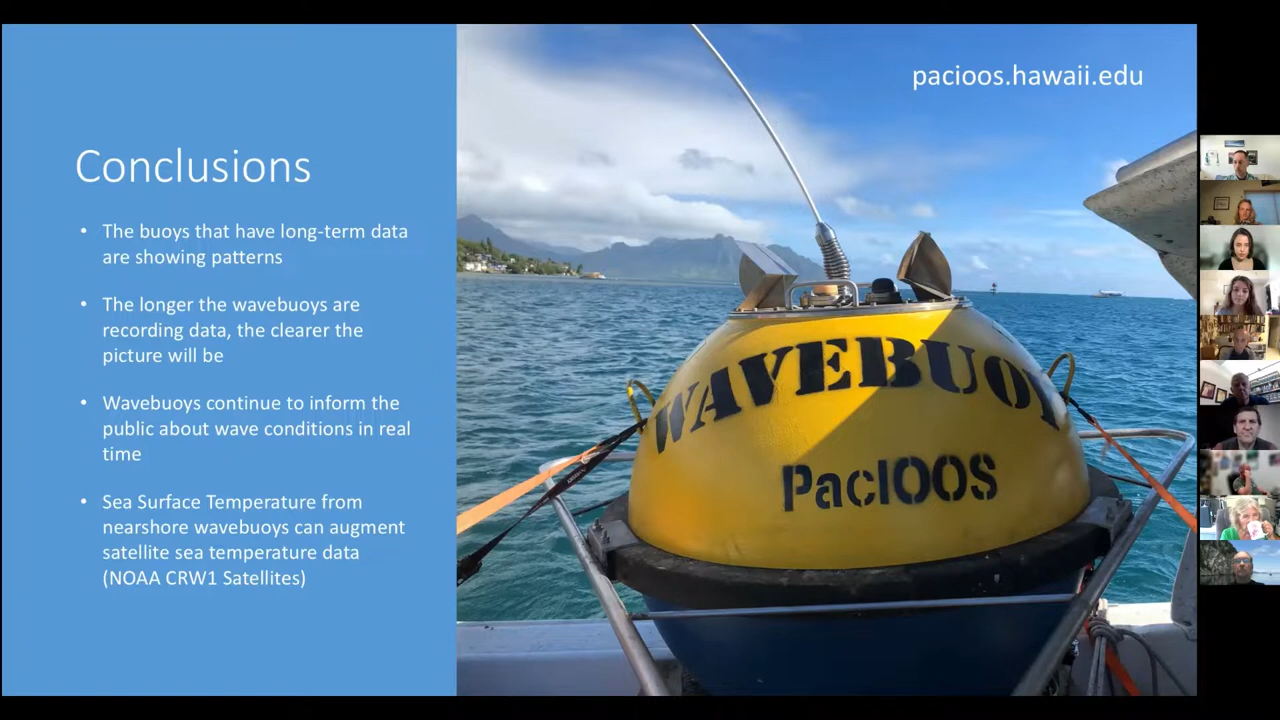 pacioos.hawaii.edu
Conclusions
• The buoys that have long-term data
are showing patterns
• The longer the wavebuoys are
recording data, the clearer the
picture will be
• Wavebuoys continue to inform the
public about wave conditions in real
time
• Sea Surface Temperature from
nearshore wavebuoys can augment
satellite sea temperature data
(NOAA CRW1 Satellites)
WAVEBUOY
PacIOOS